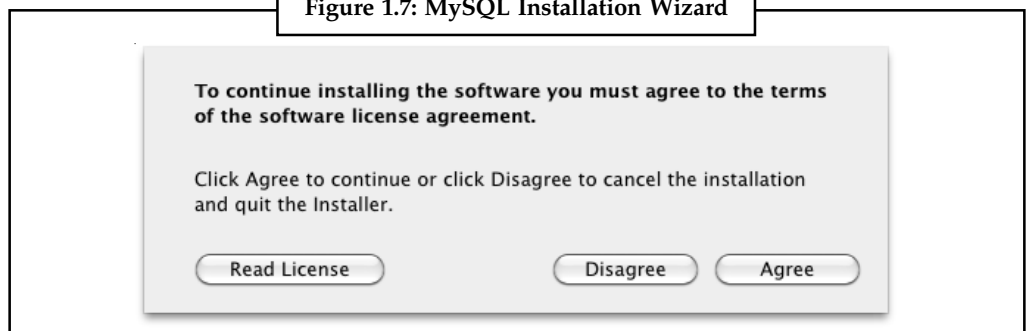 Figure 1.7: MySQL Installation Wizard
To continue installing the software you must agree to the terms
of the software license agreement.
Click Agree to continue or click Disagree to cancel the installation
and quit the Installer.
Read License
Disagree
Agree